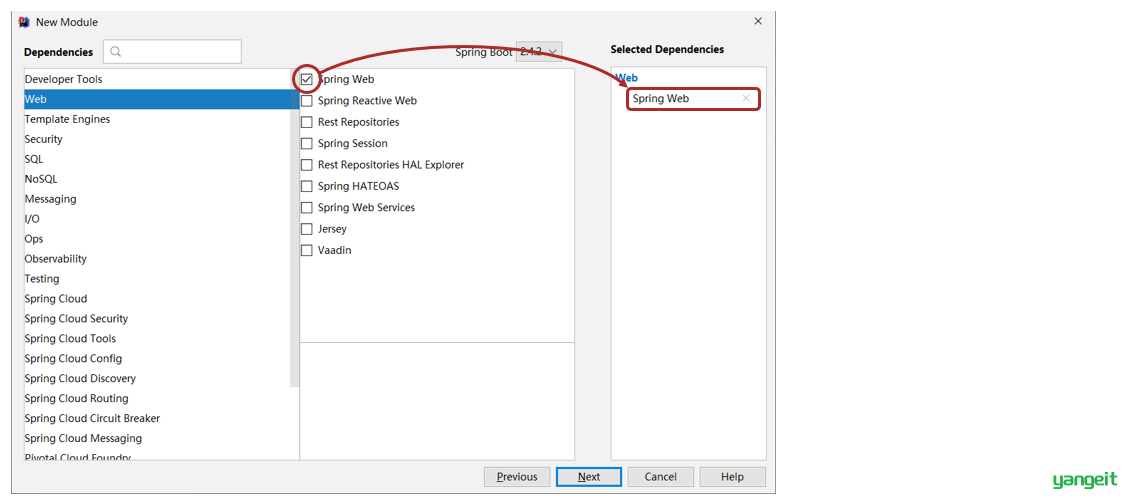 New Module
Dependencies
Spring Boot 2.4.2
Selected Dependencies
Developer Tools
Web
Template Engines
Security
SQL
NoSQL
Messaging
I/O
Ops
Observability
Testing
Spring Cloud
Spring Cloud Security
Spring Cloud Tools
Spring Cloud Config
Spring Cloud Discovery
Spring Cloud Routing
Spring Cloud Circuit Breaker
Spring Cloud Messaging
Pivotal Cloud Foundry
Spring Web
Spring Reactive Web
Rest Repositories
Spring Session
Rest Repositories HAL Explorer
Spring HATEOAS
Spring Web Services
Jersey
Vaadin
Web
Spring Web
Previous
Next
Cancel
Help
yangeit